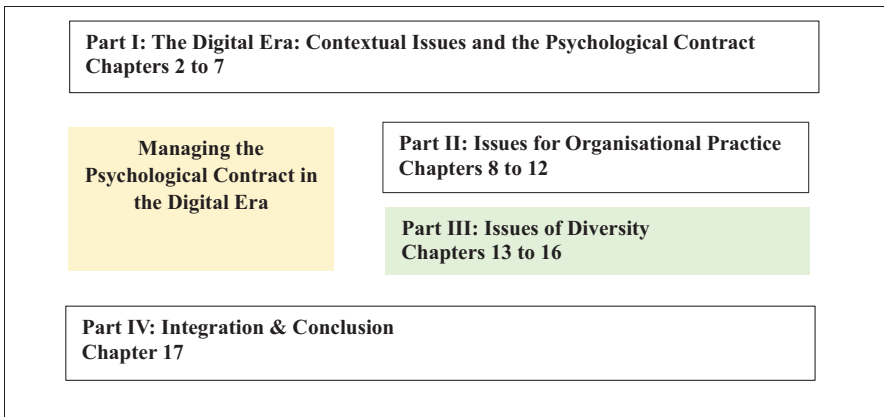 Part I: The Digital Era: Contextual Issues and the Psychological Contract
Chapters 2 to 7
Managing the
Psychological Contract in
the Digital Era
Part II: Issues for Organisational Practice
Chapters 8 to 12
Part III: Issues of Diversity
Chapters 13 to 16
Part IV: Integration & Conclusion
Chapter 17